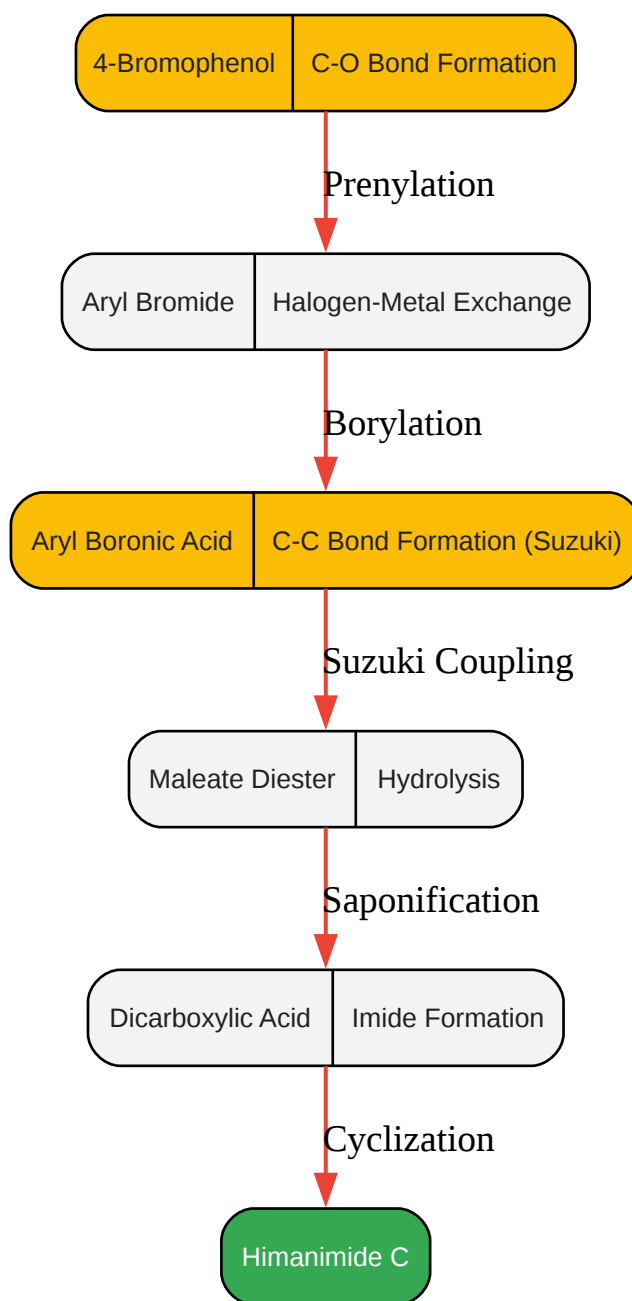 4-Bromophenol C-O Bond Formation
Prenylation
Aryl Bromide Halogen-Metal Exchange
Borylation
Aryl Boronic Acid C-C Bond Formation (Suzuki)
Suzuki Coupling
Maleate Diester Hydrolysis
Saponification
Dicarboxylic Acid Imide Formation
Cyclization
Himanimide C